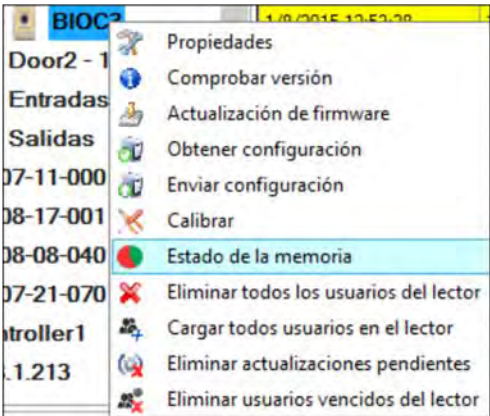 BIOC3
1/8/2015 12:52:28
Door2 - 1
Entradas
Salidas
07-11-000
08-17-001
08-08-040
07-21-070
ntroller1
.1.213
Propiedades
Comprobar versión
Actualización de firmware
Obtener configuración
Enviar configuración
Calibrar
Estado de la memoria
Eliminar todos los usuarios del lector
Cargar todos usuarios en el lector
Eliminar actualizaciones pendientes
Eliminar usuarios vencidos del lector